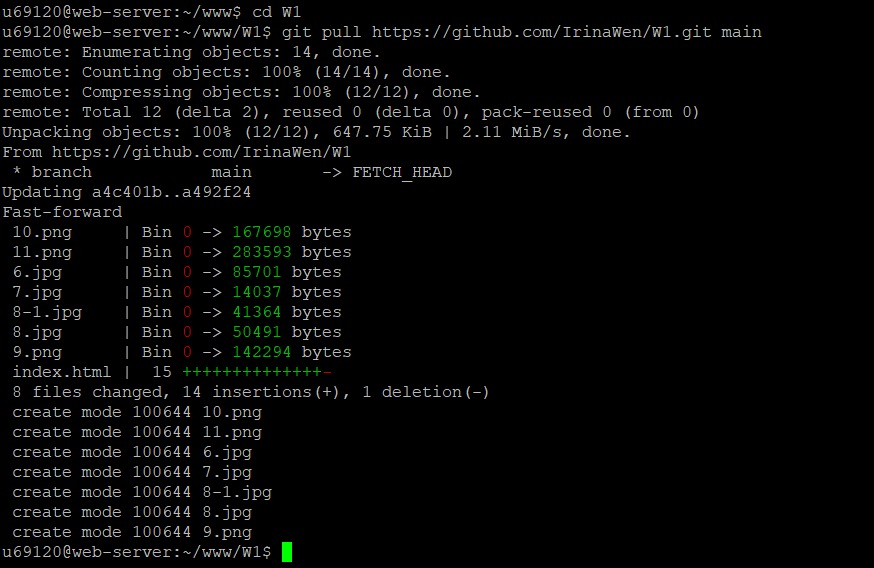 u69120@web-server:~/www$ cd W1
u69120@web-server:~/www/W1$ git pull https://github.com/IrinaWen/W1.git main
remote: Enumerating objects: 14, done.
remote: Counting objects: 100% (14/14), done.
remote: Compressing objects: 100% (12/12), done.
remote: Total 12 (delta 2), reused 0 (delta 0), pack-reused 0 (from 0)
Unpacking objects: 100% (12/12), 647.75 KiB | 2.11 MiB/s, done.
From https://github.com/IrinaWen/W1
 * branch            main       -> FETCH_HEAD
Updating a4c401b..a492f24
Fast-forward
 10.png     | Bin 0 -> 167698 bytes
 11.png     | Bin 0 -> 283593 bytes
 6.jpg      | Bin 0 -> 85701 bytes
 7.jpg      | Bin 0 -> 14037 bytes
 8-1.jpg    | Bin 0 -> 41364 bytes
 8.jpg      | Bin 0 -> 50491 bytes
 9.png      | Bin 0 -> 142294 bytes
 index.html |  15 ++++++++++++++-
 8 files changed, 14 insertions(+), 1 deletion(-)
 create mode 100644 10.png
 create mode 100644 11.png
 create mode 100644 6.jpg
 create mode 100644 7.jpg
 create mode 100644 8-1.jpg
 create mode 100644 8.jpg
 create mode 100644 9.png
u69120@web-server:~/www/W1$